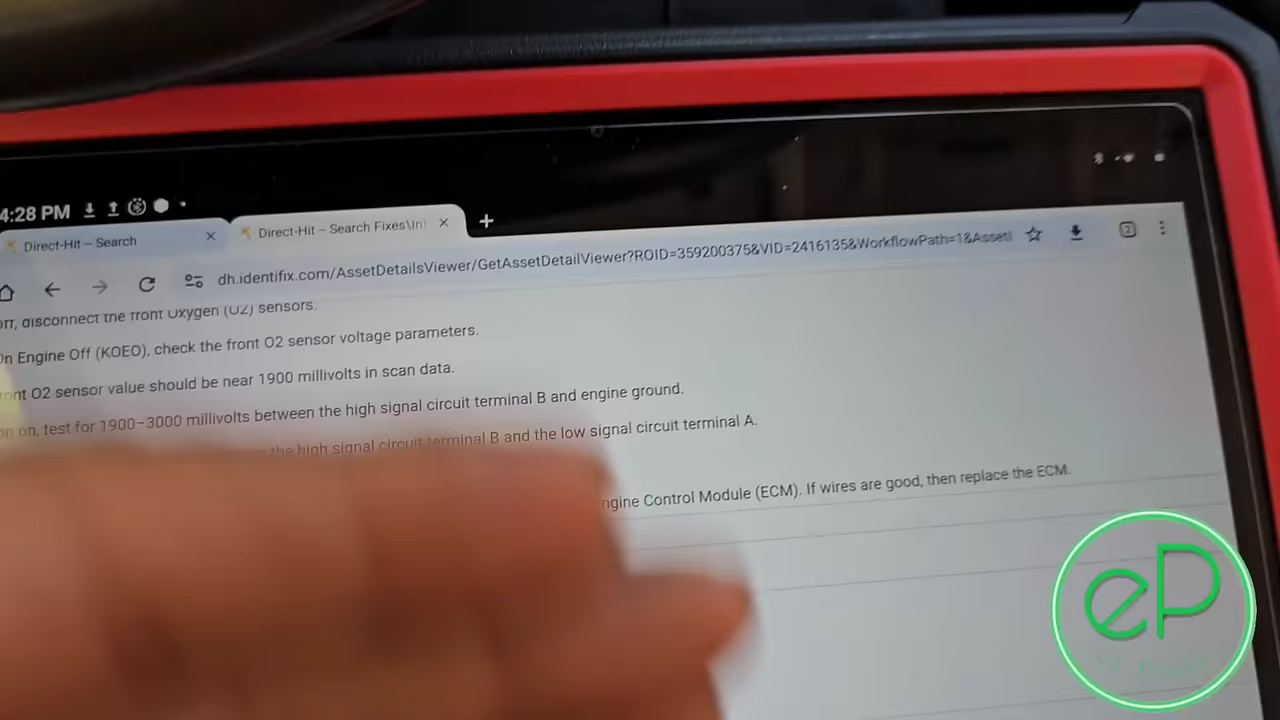 4:28 PM
Direct-Hit – Search
Direct-Hit – Search Fixes\In
dh.identifix.com/AssetDetailsViewer/GetAssetDetailViewer?ROID=359200375&VID=2416135&WorkflowPath=1&Asset
2
off, disconnect the front Oxygen (O2) sensors.
On Engine Off (KOEO), check the front O2 sensor voltage parameters.
ront O2 sensor value should be near 1900 millivolts in scan data.
on on, test for 1900–3000 millivolts between the high signal circuit terminal B and engine ground.
the high signal circuit terminal B and the low signal circuit terminal A.
ngine Control Module (ECM). If wires are good, then replace the ECM.
eP